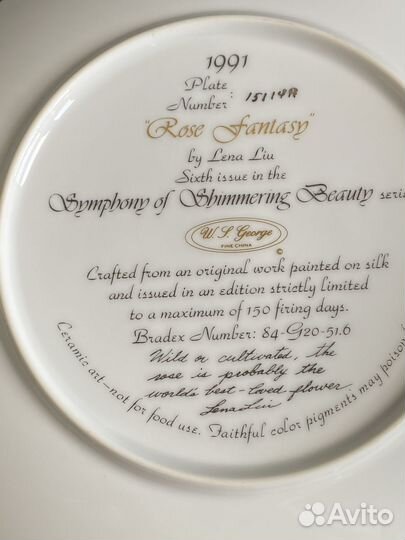 1991
Plate
Number: 15114A
"Rose Fantasy"
by Lena Liu
Sixth issue in the
Symphony of Shimmering Beauty seri
W.S. George
FINE CHINA
©
Crafted from an original work painted on silk
and issued in an edition strictly limited
to a maximum of 150 firing days.
Bradex Number: 84-G20-51.6
Wild or cultivated, the
rose is probably the
world's best-loved flower
Lena Liu
Ceramic art—not for food use. Faithful color pigments may poison
Avito